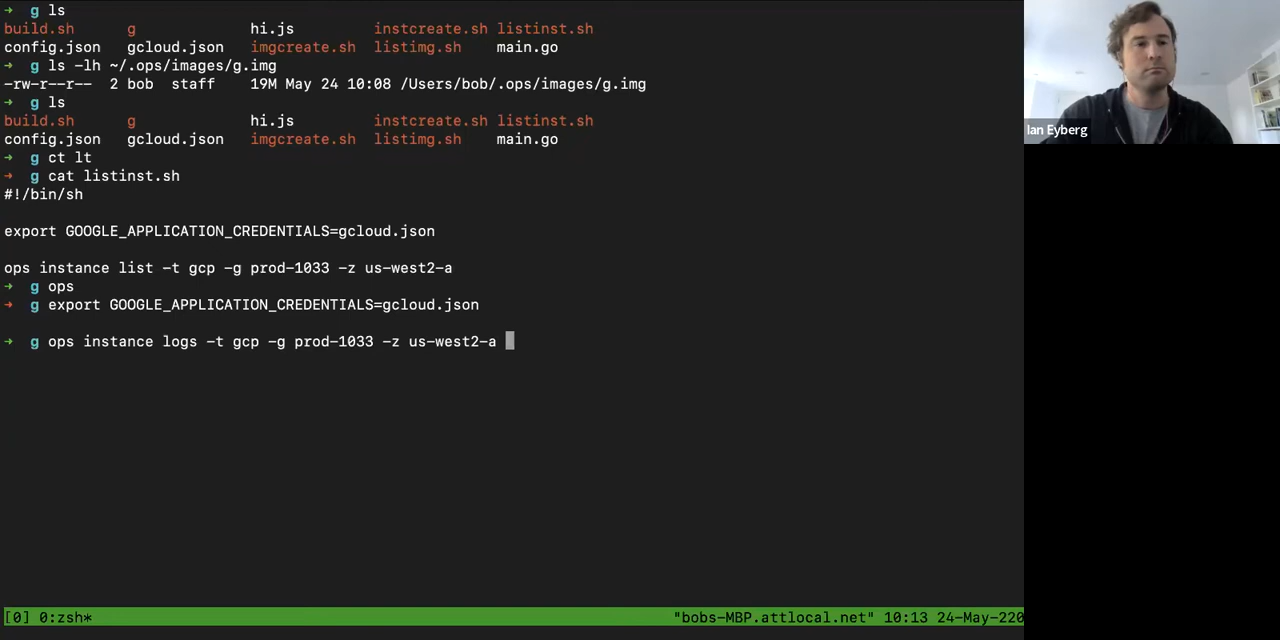 ➜  g ls
build.sh      g             hi.js         instcreate.sh listinst.sh
config.json   gcloud.json   imgcreate.sh  listimg.sh    main.go
➜  g ls -lh ~/.ops/images/g.img
-rw-r--r--  2 bob  staff    19M May 24 10:08 /Users/bob/.ops/images/g.img
➜  g ls
build.sh      g             hi.js         instcreate.sh listinst.sh
config.json   gcloud.json   imgcreate.sh  listimg.sh    main.go
➜  g ct lt
➜  g cat listinst.sh
#!/bin/sh
export GOOGLE_APPLICATION_CREDENTIALS=gcloud.json
ops instance list -t gcp -g prod-1033 -z us-west2-a
➜  g ops
➜  g export GOOGLE_APPLICATION_CREDENTIALS=gcloud.json
➜  g ops instance logs -t gcp -g prod-1033 -z us-west2-a
[0] 0:zsh*    "bobs-MBP.attlocal.net" 10:13 24-May-220
Ian Eyberg